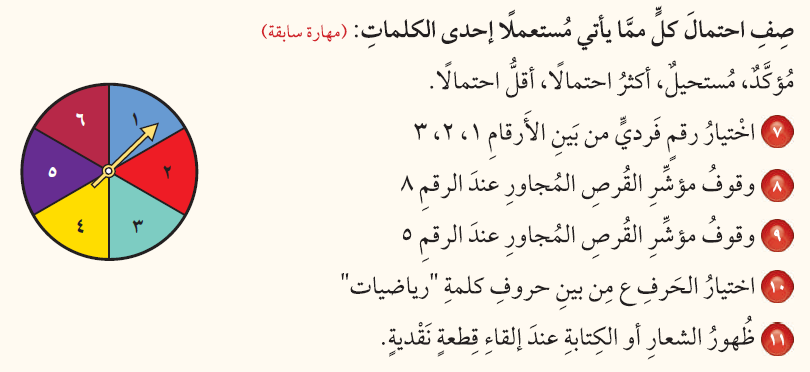 صِفِ احتمالَ كلٍّ ممَّا يأتي مُستعملًا إحدى الكلماتِ: (مهارة سابقة)
مُؤكَّدٌ، مُستحيلٌ، أكثرُ احتمالًا، أقلُّ احتمالًا.
٧ اخْتيارُ رقمٍ فَرديٍّ من بَينِ الأَرقامِ ١، ٢، ٣
٨ وقوفُ مؤشِّرِ القُرصِ المُجاورِ عندَ الرقمِ ٨
٩ وقوفُ مؤشِّرِ القُرصِ المُجاورِ عندَ الرقمِ ٥
١٠ اختيارُ الحَرفِ ع مِن بينِ حروفِ كلمةِ "رياضيات"
١١ ظُهورُ الشعارِ أو الكِتابةِ عندَ إلقاءِ قِطعةٍ نَقْديةٍ.
١
٢
٣
٤
٥
٦